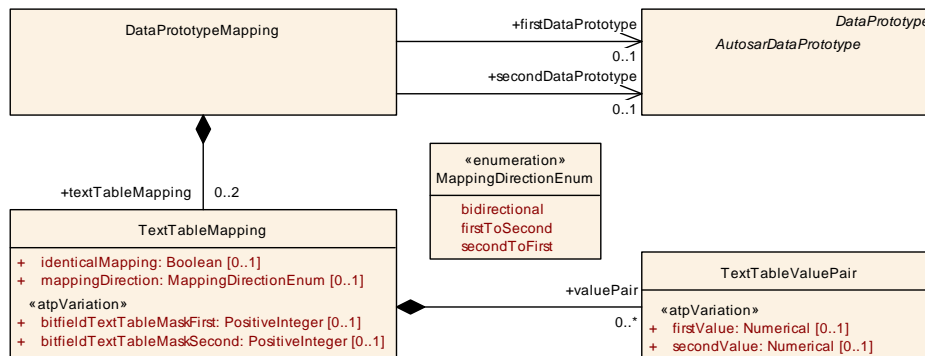 DataPrototypeMapping
+firstDataPrototype
0..1
+secondDataPrototype
0..1
DataPrototype
AutosarDataPrototype
+textTableMapping
0..2
«enumeration»
MappingDirectionEnum
bidirectional
firstToSecond
secondToFirst
TextTableMapping
+ identicalMapping: Boolean [0..1]
+ mappingDirection: MappingDirectionEnum [0..1]
«atpVariation»
+ bitfieldTextTableMaskFirst: PositiveInteger [0..1]
+ bitfieldTextTableMaskSecond: PositiveInteger [0..1]
+valuePair
0..*
TextTableValuePair
«atpVariation»
+ firstValue: Numerical [0..1]
+ secondValue: Numerical [0..1]